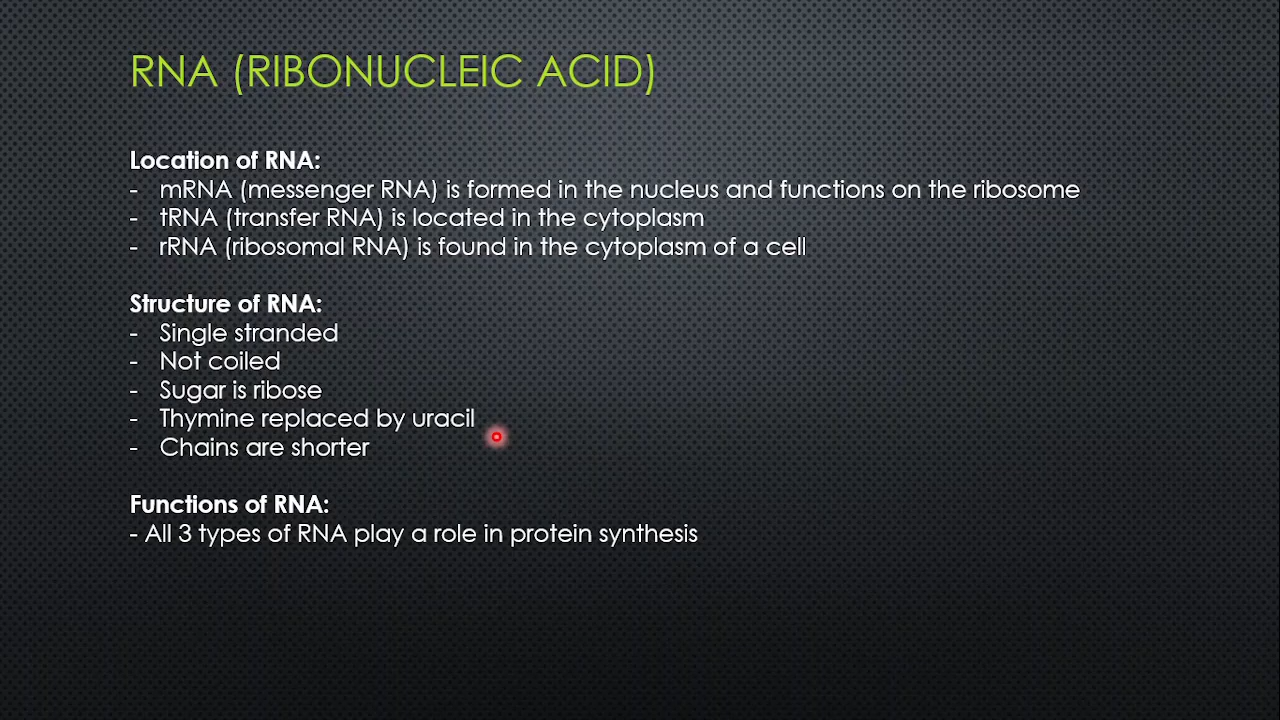 RNA (RIBONUCLEIC ACID)
Location of RNA:
- mRNA (messenger RNA) is formed in the nucleus and functions on the ribosome
- tRNA (transfer RNA) is located in the cytoplasm
- rRNA (ribosomal RNA) is found in the cytoplasm of a cell
Structure of RNA:
- Single stranded
- Not coiled
- Sugar is ribose
- Thymine replaced by uracil
- Chains are shorter
Functions of RNA:
- All 3 types of RNA play a role in protein synthesis